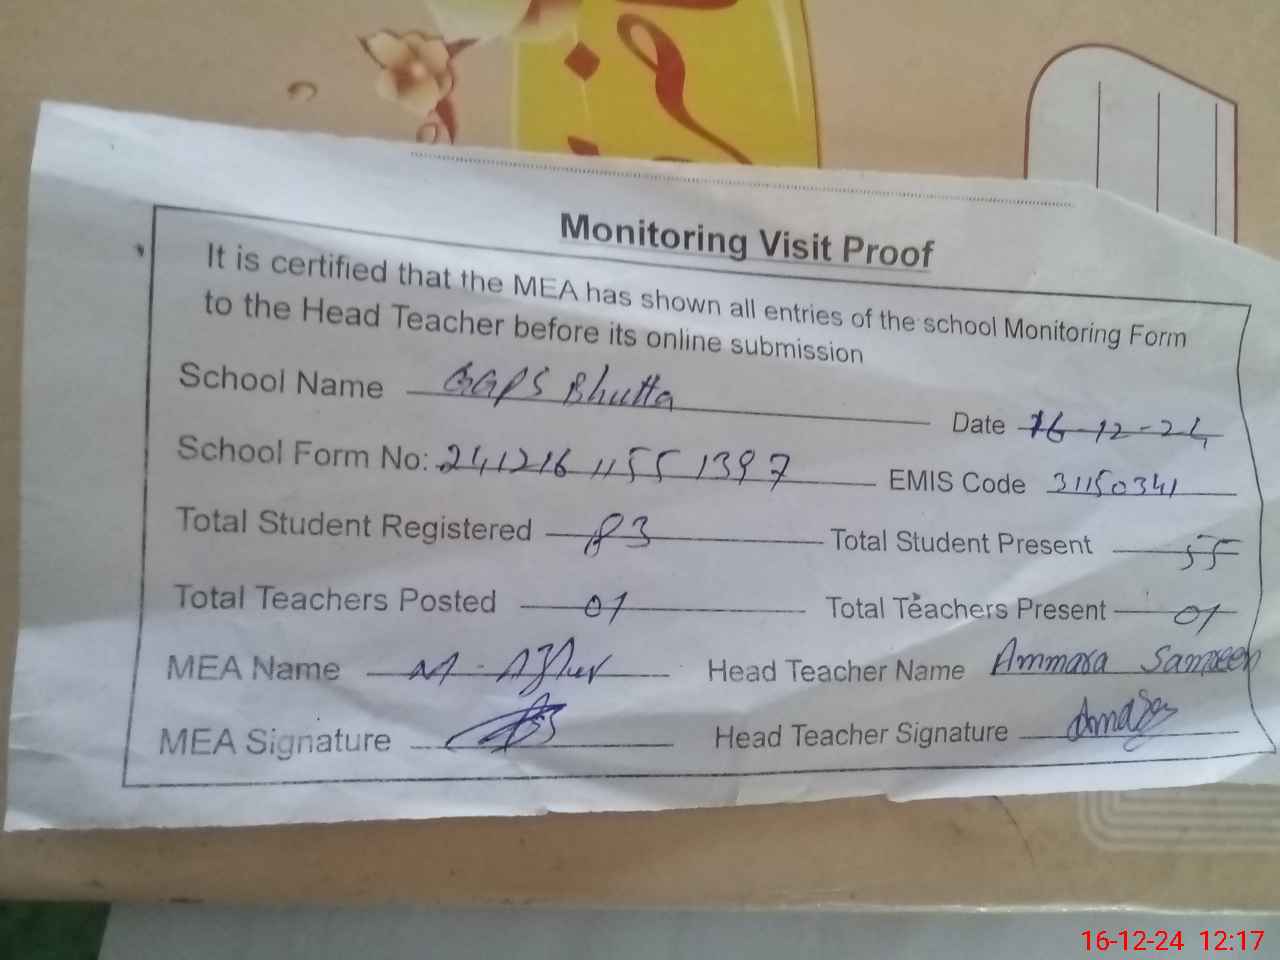 Monitoring Visit Proof
It is certified that the MEA has shown all entries of the school Monitoring Form
to the Head Teacher before its online submission
School Name GGPS Bhutta
Date 16-12-24
School Form No: 241216 1155 1397
EMIS Code 31150341
Total Student Registered 83
Total Student Present 55
Total Teachers Posted 01
Total Teachers Present 01
MEA Name M.
Head Teacher Name Ammara
MEA Signature
Head Teacher Signature
16-12-24 12:17